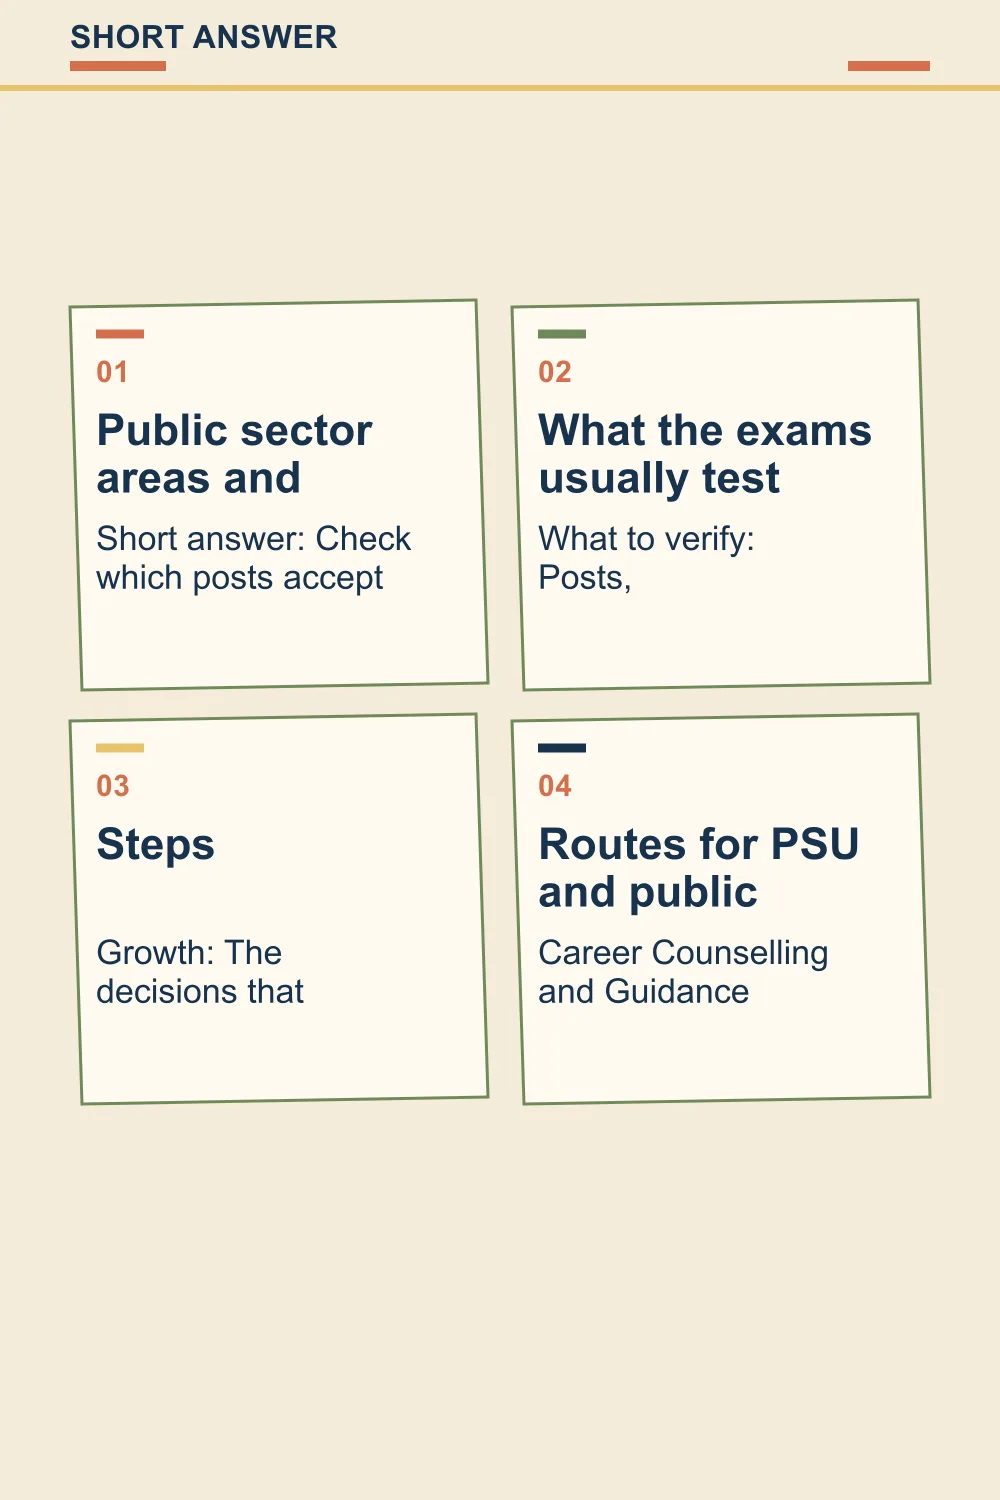 SHORT ANSWER
01
Public sector
areas and
Short answer: Check
which posts accept
02
What the exams
usually test
What to verify:
Posts,
03
Steps
Growth: The
decisions that
04
Routes for PSU
and public
Career Counselling
and Guidance